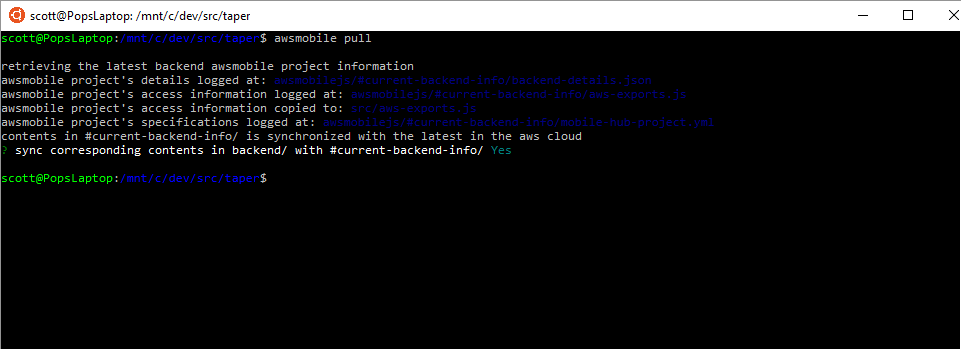 scott@PopsLaptop: /mnt/c/dev/src/taper
scott@PopsLaptop:/mnt/c/dev/src/taper$ awsmobile pull
retrieving the latest backend awsmobile project information
awsmobile project's details logged at: awsmobilejs/#current-backend-info/backend-details.json
awsmobile project's access information logged at: awsmobilejs/#current-backend-info/aws-exports.js
awsmobile project's access information copied to: src/aws-exports.js
awsmobile project's specifications logged at: awsmobilejs/#current-backend-info/mobile-hub-project.yml
contents in #current-backend-info/ is synchronized with the latest in the aws cloud
? sync corresponding contents in backend/ with #current-backend-info/ Yes
scott@PopsLaptop:/mnt/c/dev/src/taper$